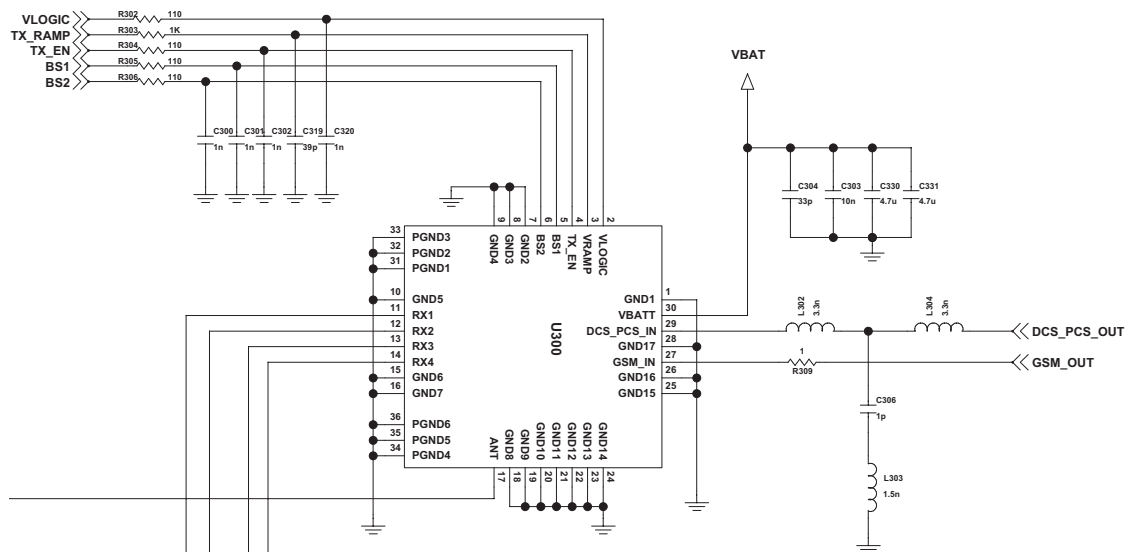 VLOGIC R302 110
TX_RAMP R303 1K
TX_EN R304 110
BS1 R305 110
BS2 R306 110
C300 C301 C302 C319 C320
1n 1n 1n 39p 1n
VBAT
C304 C303 C330 C331
33p 10n 4.7u 4.7u
9 8 7 6 5 4 3 2
GND4 GND3 GND2 BS2 BS1 TX_EN VRAMP VLOGIC
33 PGND3
32 PGND2
31 PGND1
10 GND5
11 RX1
12 RX2
13 RX3
14 RX4
15 GND6
16 GND7
36 PGND6
35 PGND5
34 PGND4
U300
GND1 1
VBATT 30
DCS_PCS_IN 29
GND17 28
GSM_IN 27
GND16 26
GND15 25
ANT GND8 GND9 GND10 GND11 GND12 GND13 GND14
17 18 19 20 21 22 23 24
L302 3.3n
L304 3.3n
DCS_PCS_OUT
1
R309
GSM_OUT
C306
1p
L303
1.5n